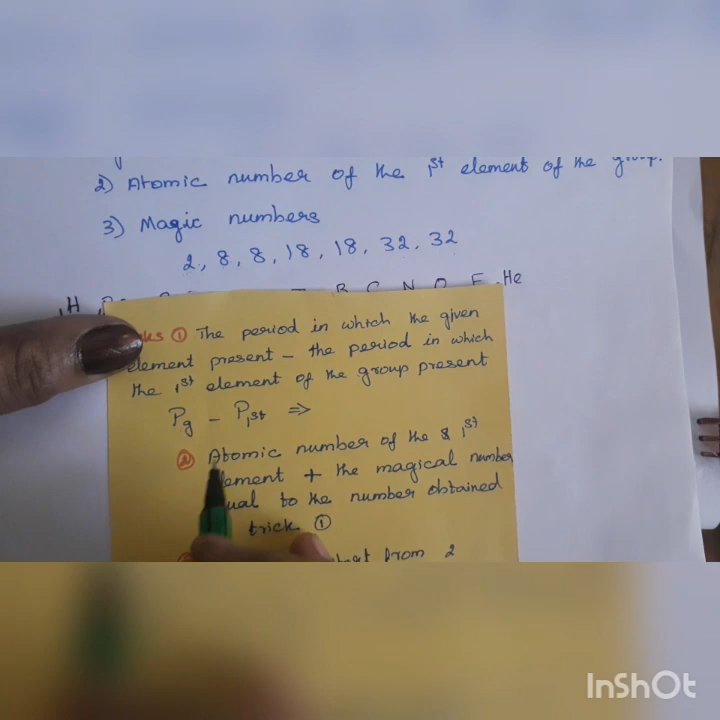 2) Atomic number of the 1st element of the group.
3) Magic numbers
2, 8, 8, 18, 18, 32, 32
H B C N O F He
① The period in which the given
element present - the period in which
the 1st element of the group present
Pg - P1st ⇒
② Atomic number of the 1st
+ the magical number
to the number obtained
trick ①
from 2
InShOt